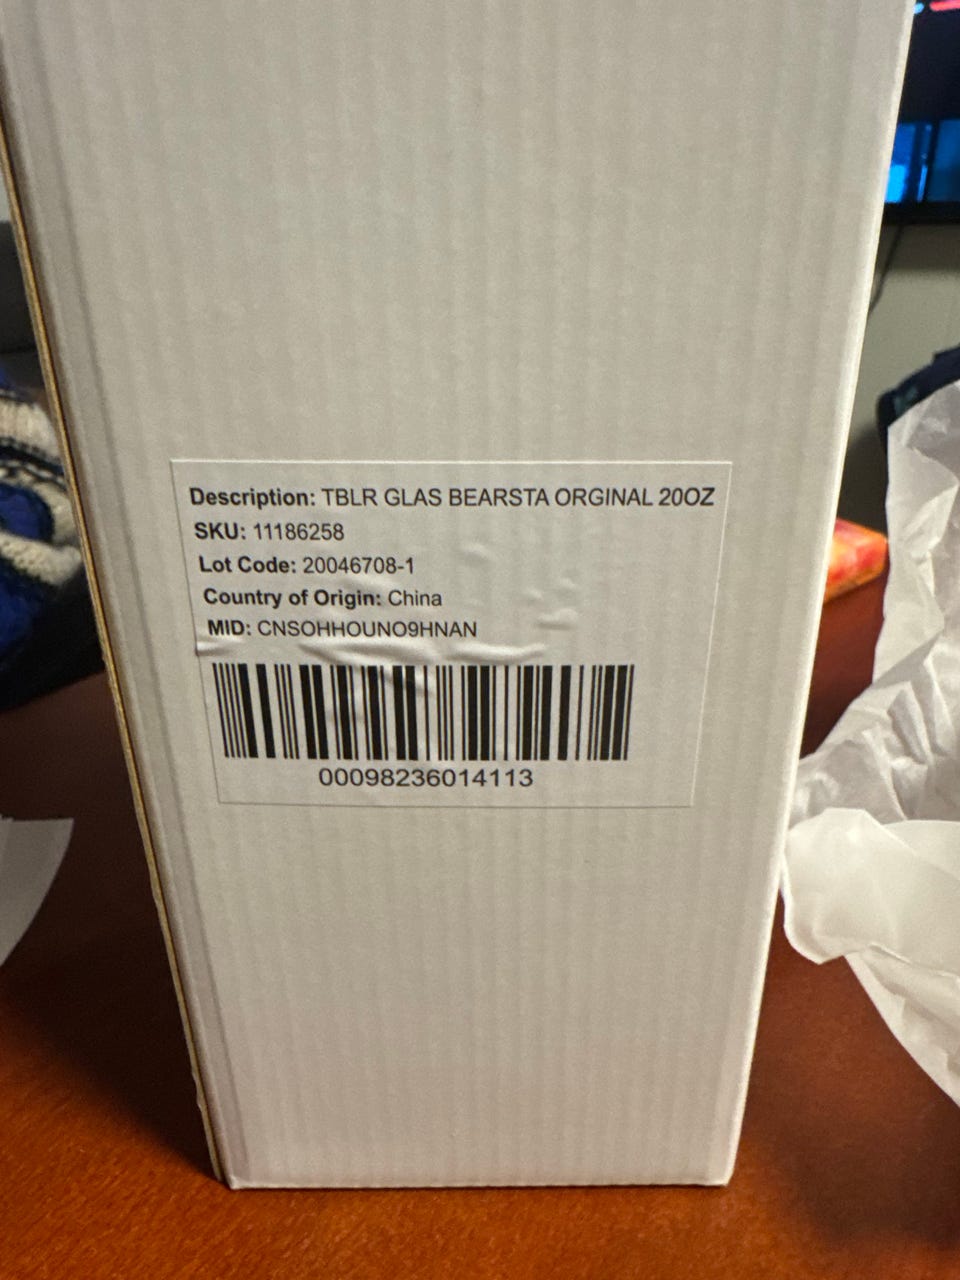 Description: TBLR GLAS BEARSTA ORGINAL 20OZ
SKU: 11186258
Lot Code: 20046708-1
Country of Origin: China
MID: CNSOHHOUNO9HNAN
00098236014113